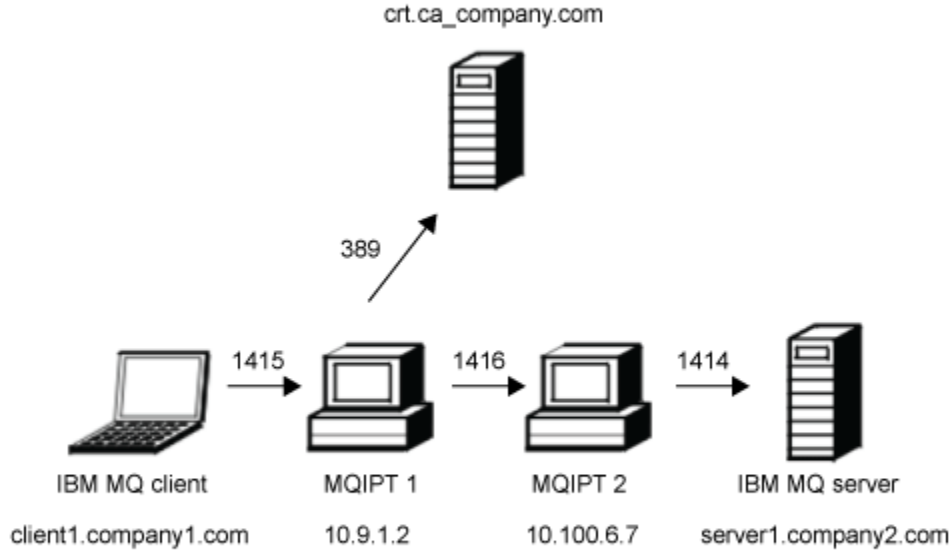 crt.ca_company.com
389
1415
1416
1414
IBM MQ client
MQIPT 1
MQIPT 2
IBM MQ server
client1.company1.com
10.9.1.2
10.100.6.7
server1.company2.com